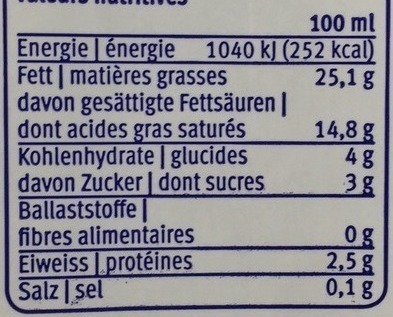 valeurs nutritives
100 ml
Energie | énergie 1040 kJ (252 kcal)
Fett | matières grasses 25,1 g
davon gesättigte Fettsäuren |
dont acides gras saturés 14,8 g
Kohlenhydrate | glucides 4 g
davon Zucker | dont sucres 3 g
Ballaststoffe |
fibres alimentaires 0 g
Eiweiss | protéines 2,5 g
Salz | sel 0,1 g